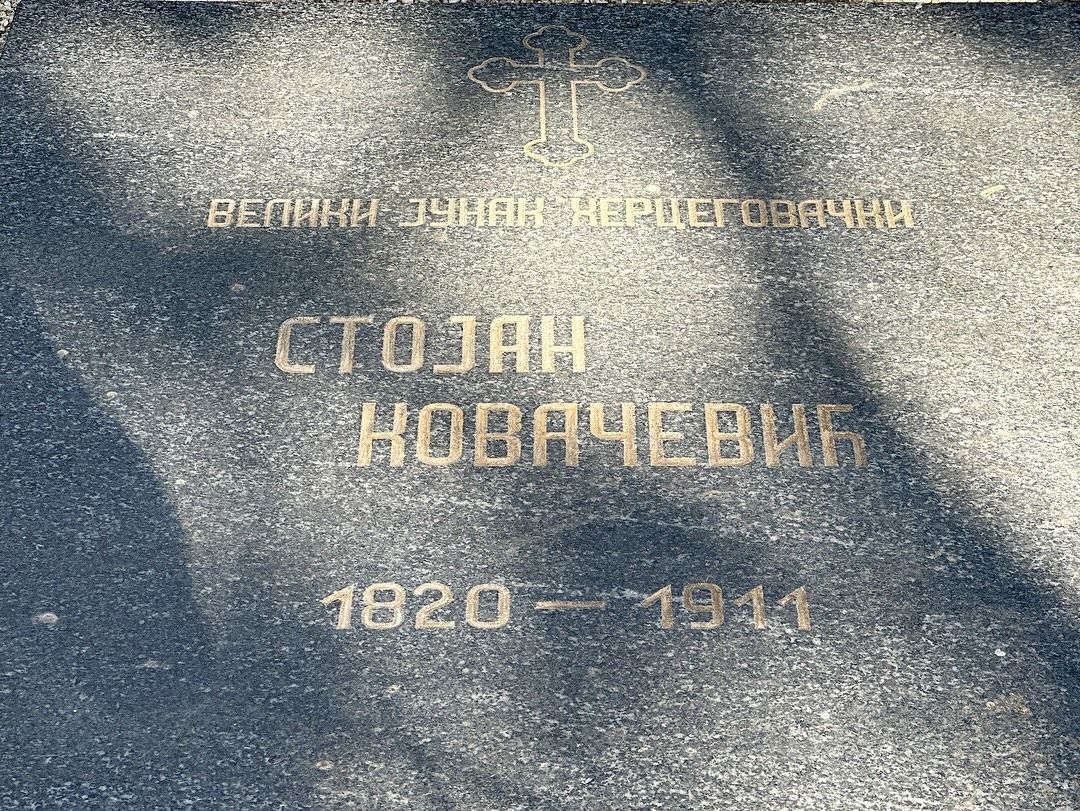 ВЕЛИКИ ЈУНАК ХЕРЦЕГОВАЧКИ
СТОЈАН
КОВАЧЕВИЋ
1820 — 1911